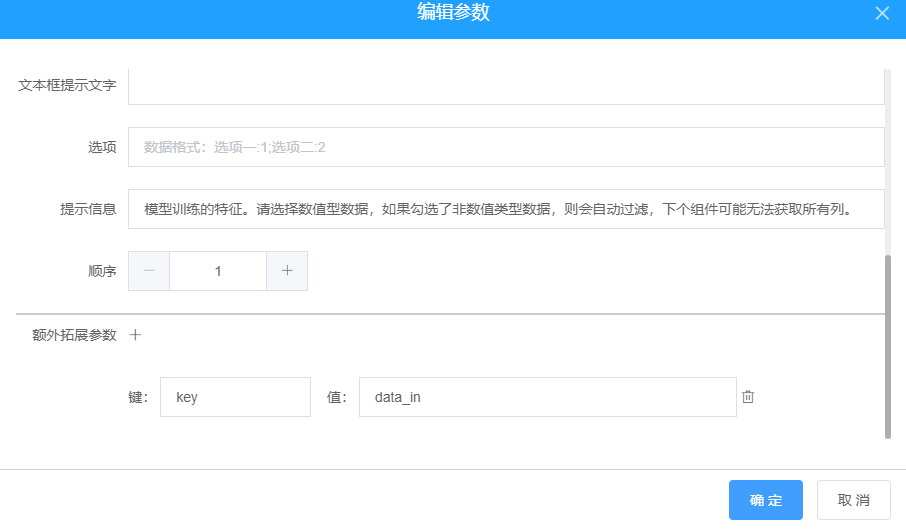 编辑参数
文本框提示文字
选项 数据格式：选项一:1;选项二:2
提示信息 模型训练的特征。请选择数值型数据，如果勾选了非数值类型数据，则会自动过滤，下个组件可能无法获取所有列。
顺序 － 1 +
额外拓展参数 +
键： key 值： data_in
确定 取消